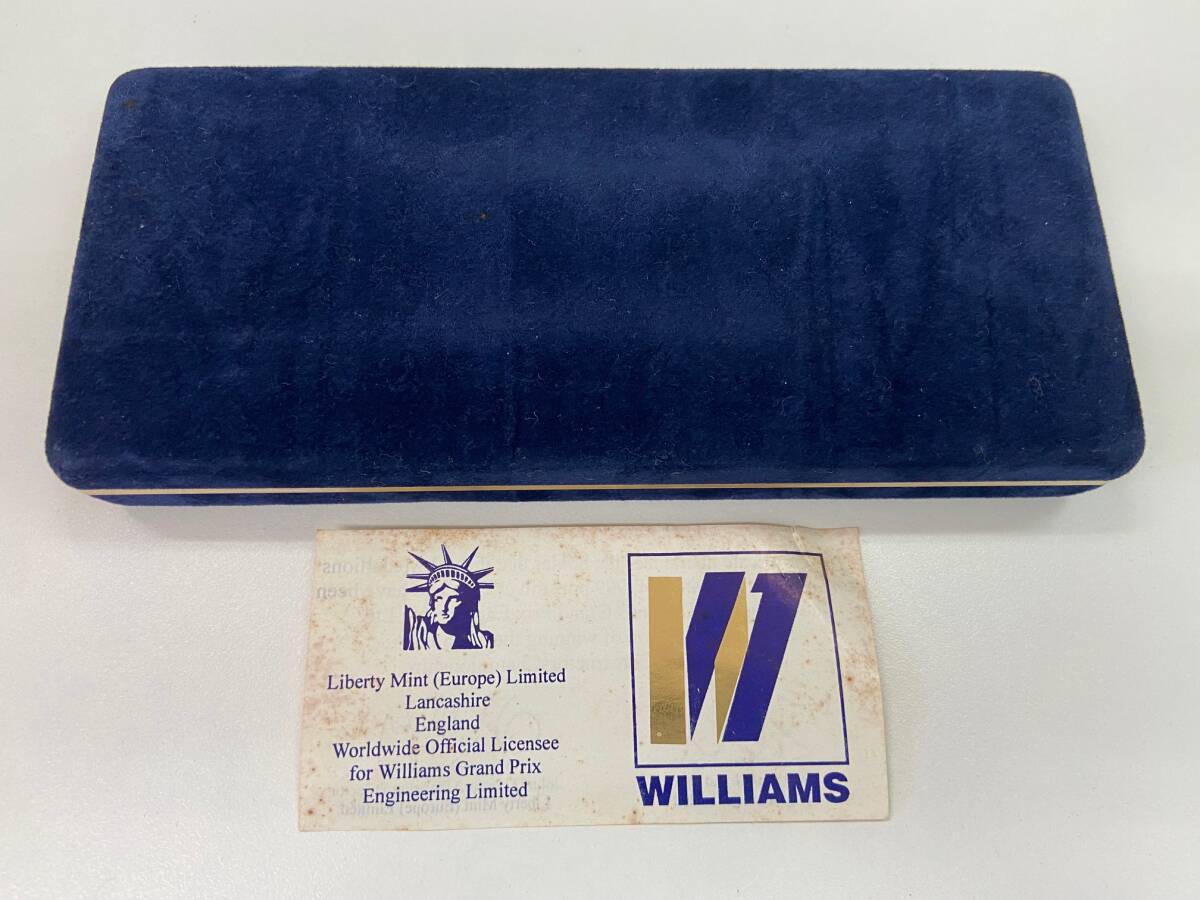 Liberty Mint (Europe) Limited
Lancashire
England
Worldwide Official Licensee
for Williams Grand Prix
Engineering Limited
WILLIAMS